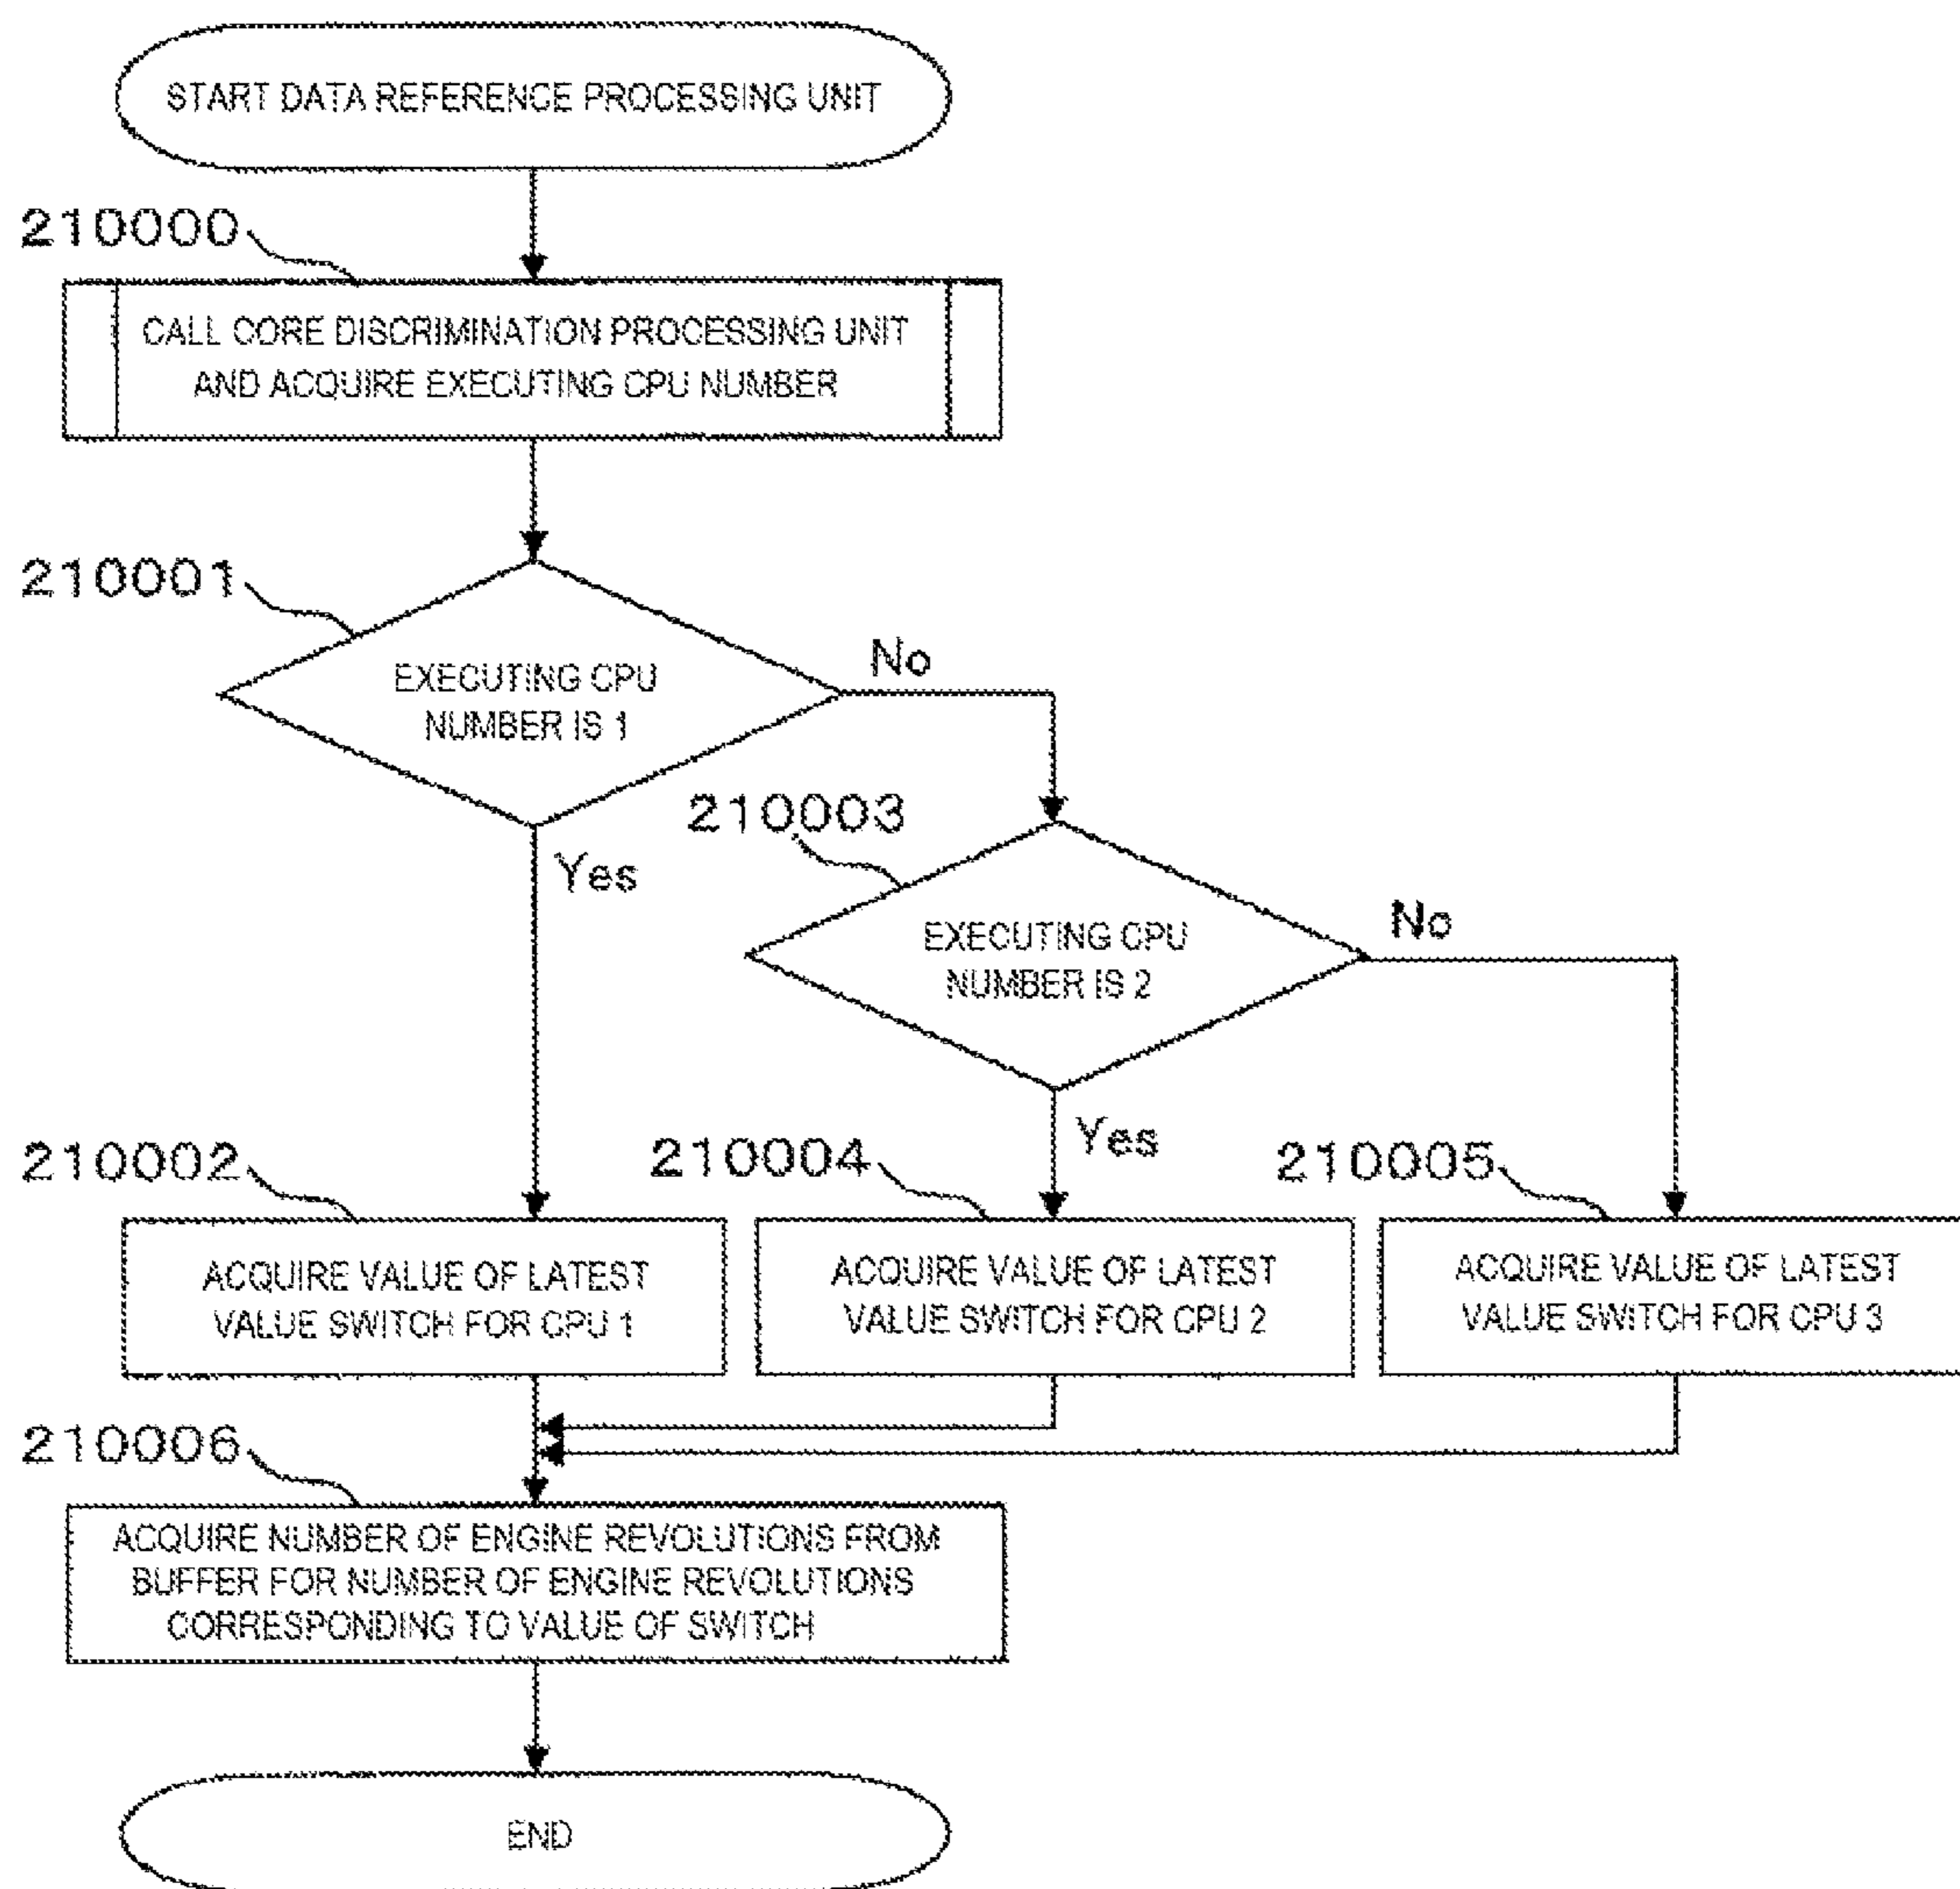 START DATA REFERENCE PROCESSING UNIT
210000
CALL CORE DISCRIMINATION PROCESSING UNIT
AND ACQUIRE EXECUTING CPU NUMBER
210001
EXECUTING CPU
NUMBER IS 1
No
Yes
210003
EXECUTING CPU
NUMBER IS 2
No
Yes
210002
ACQUIRE VALUE OF LATEST
VALUE SWITCH FOR CPU 1
210004
ACQUIRE VALUE OF LATEST
VALUE SWITCH FOR CPU 2
210005
ACQUIRE VALUE OF LATEST
VALUE SWITCH FOR CPU 3
210006
ACQUIRE NUMBER OF ENGINE REVOLUTIONS FROM
BUFFER FOR NUMBER OF ENGINE REVOLUTIONS
CORRESPONDING TO VALUE OF SWITCH
END